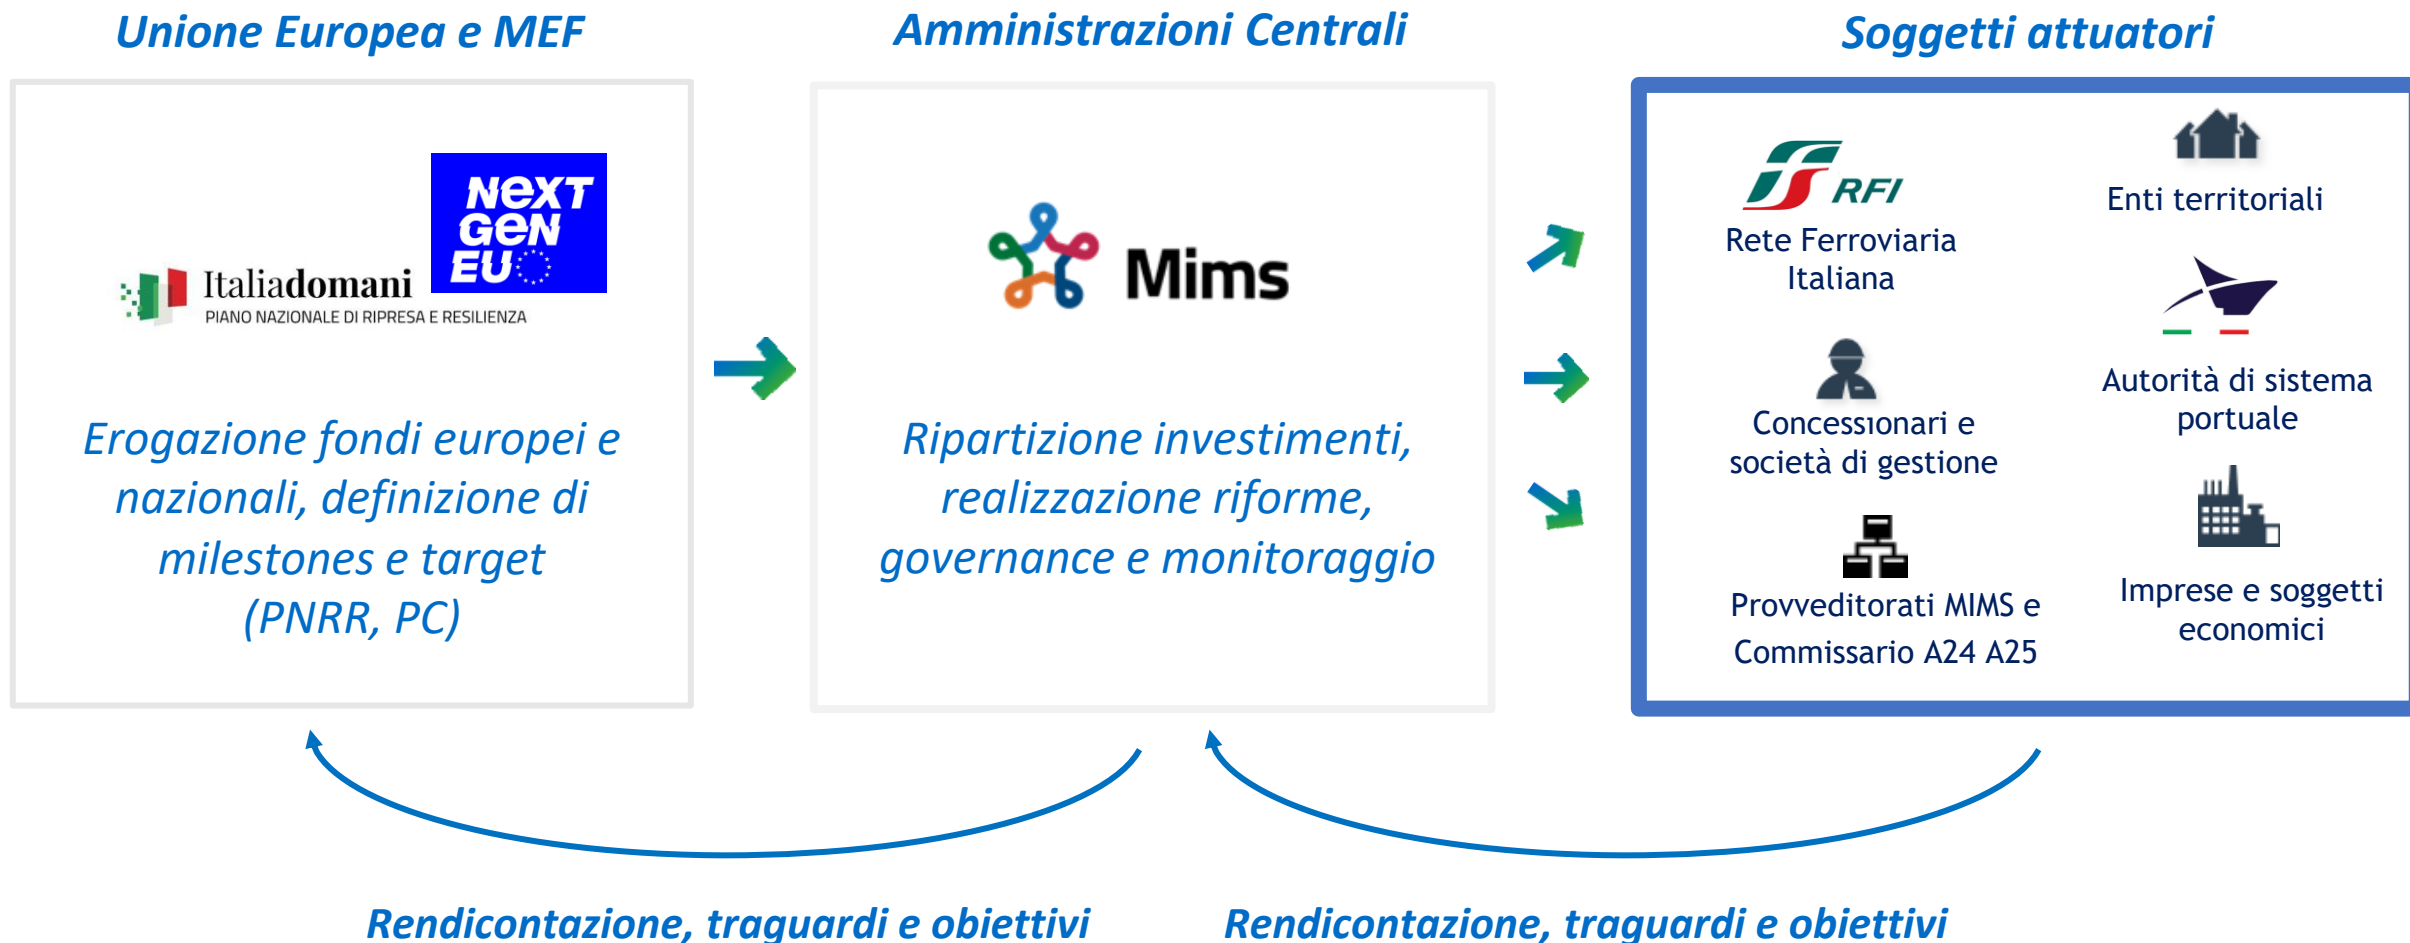 Unione Europea e MEF
Amministrazioni Centrali
Soggetti attuatori
NEXT
GEN
EU
Italiadomani
PIANO NAZIONALE DI RIPRESA E RESILIENZA
Erogazione fondi europei e
nazionali, definizione di
milestones e target
(PNRR, PC)
Mims
Ripartizione investimenti,
realizzazione riforme,
governance e monitoraggio
RFI
Rete Ferroviaria
Italiana
Concessionari e
società di gestione
Provveditorati MIMS e
Commissario A24 A25
Enti territoriali
Autorità di sistema
portuale
Imprese e soggetti
economici
Rendicontazione, traguardi e obiettivi
Rendicontazione, traguardi e obiettivi